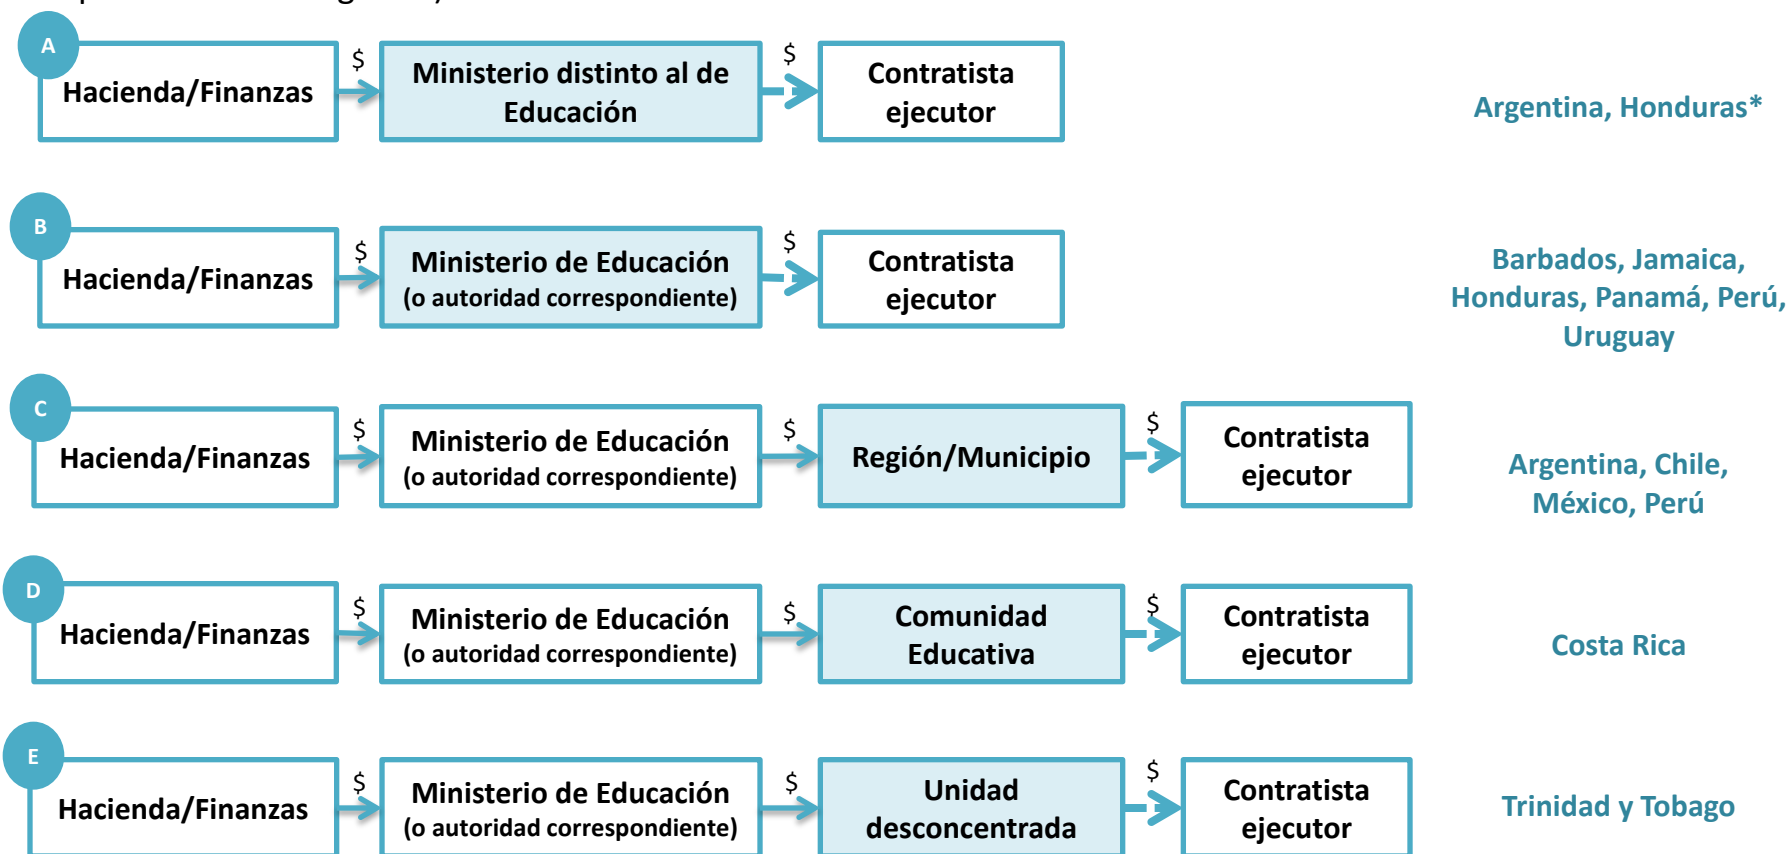 A
Hacienda/Finanzas
$
Ministerio distinto al de
Educación
$
Contratista
ejecutor
Argentina, Honduras*
B
Hacienda/Finanzas
$
Ministerio de Educación
(o autoridad correspondiente)
$
Contratista
ejecutor
Barbados, Jamaica,
Honduras, Panamá, Perú,
Uruguay
C
Hacienda/Finanzas
$
Ministerio de Educación
(o autoridad correspondiente)
$
Región/Municipio
$
Contratista
ejecutor
Argentina, Chile,
México, Perú
D
Hacienda/Finanzas
$
Ministerio de Educación
(o autoridad correspondiente)
$
Comunidad
Educativa
$
Contratista
ejecutor
Costa Rica
E
Hacienda/Finanzas
$
Ministerio de Educación
(o autoridad correspondiente)
$
Unidad
desconcentrada
$
Contratista
ejecutor
Trinidad y Tobago